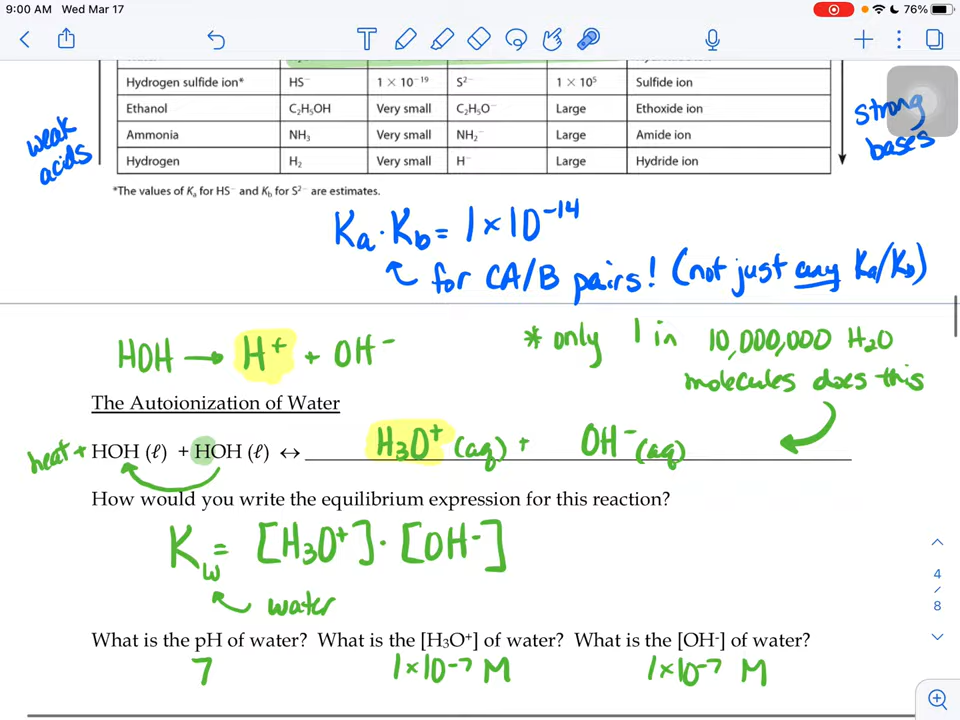 9:00 AM Wed Mar 17
76%
Hydrogen sulfide ion* HS⁻ 1 × 10⁻¹⁹ S²⁻ 1 × 10⁵ Sulfide ion
Ethanol C₂H₅OH Very small C₂H₅O⁻ Large Ethoxide ion
Ammonia NH₃ Very small NH₂⁻ Large Amide ion
Hydrogen H₂ Very small H⁻ Large Hydride ion
weak
acids
strong
bases
*The values of Kₐ for HS⁻ and K_b for S²⁻ are estimates.
Ka · Kb = 1 × 10⁻¹⁴
for CA/B pairs! (not just any Ka/Kb)
HOH → H⁺ + OH⁻
* only 1 in 10,000,000 H₂O
molecules does this
The Autoionization of Water
heat + HOH (ℓ) + HOH (ℓ) ↔ H₃O⁺ (aq) + OH⁻ (aq)
How would you write the equilibrium expression for this reaction?
Kw = [H₃O⁺] · [OH⁻]
water
What is the pH of water? What is the [H₃O⁺] of water? What is the [OH-] of water?
7 1×10⁻⁷ M 1×10⁻⁷ M
4
/
8